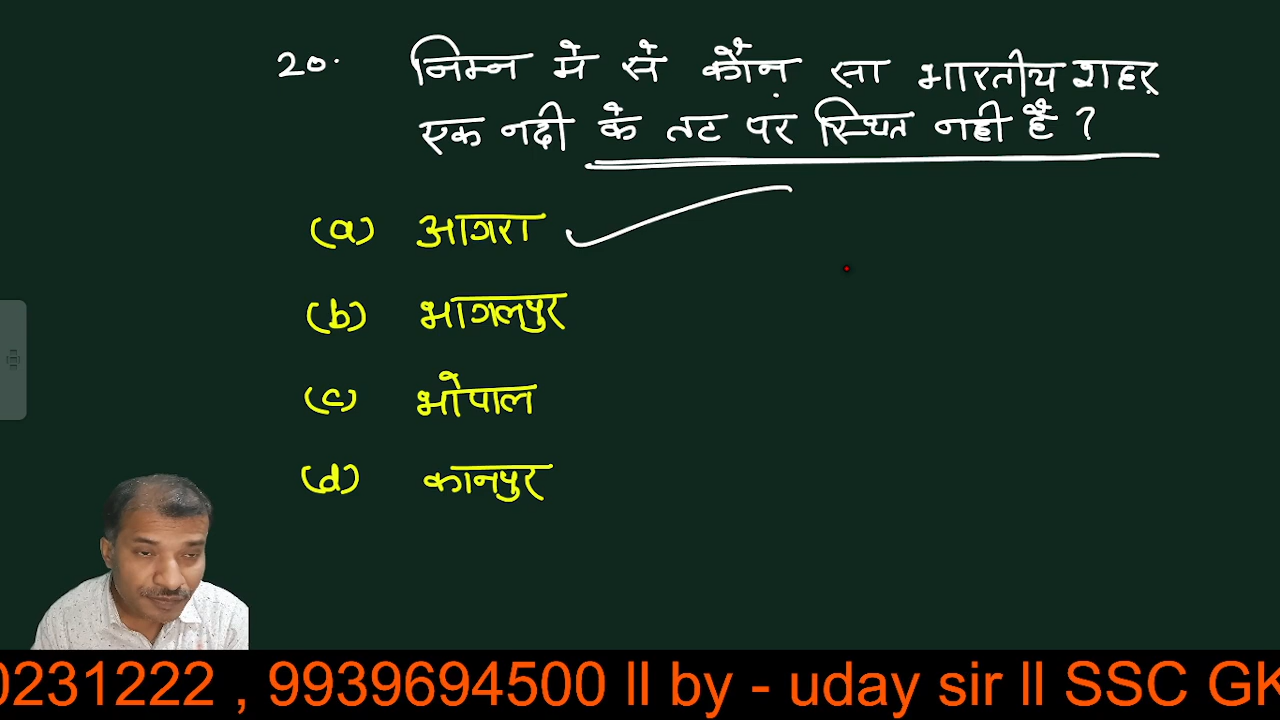 20. निम्न मे से कौन सा भारतीय शहर
एक नदी के तट पर स्थित नही है ?
(a) आगरा
(b) भागलपुर
(c) भोपाल
(d) कानपुर
0231222 , 9939694500 ll by - uday sir ll SSC GK